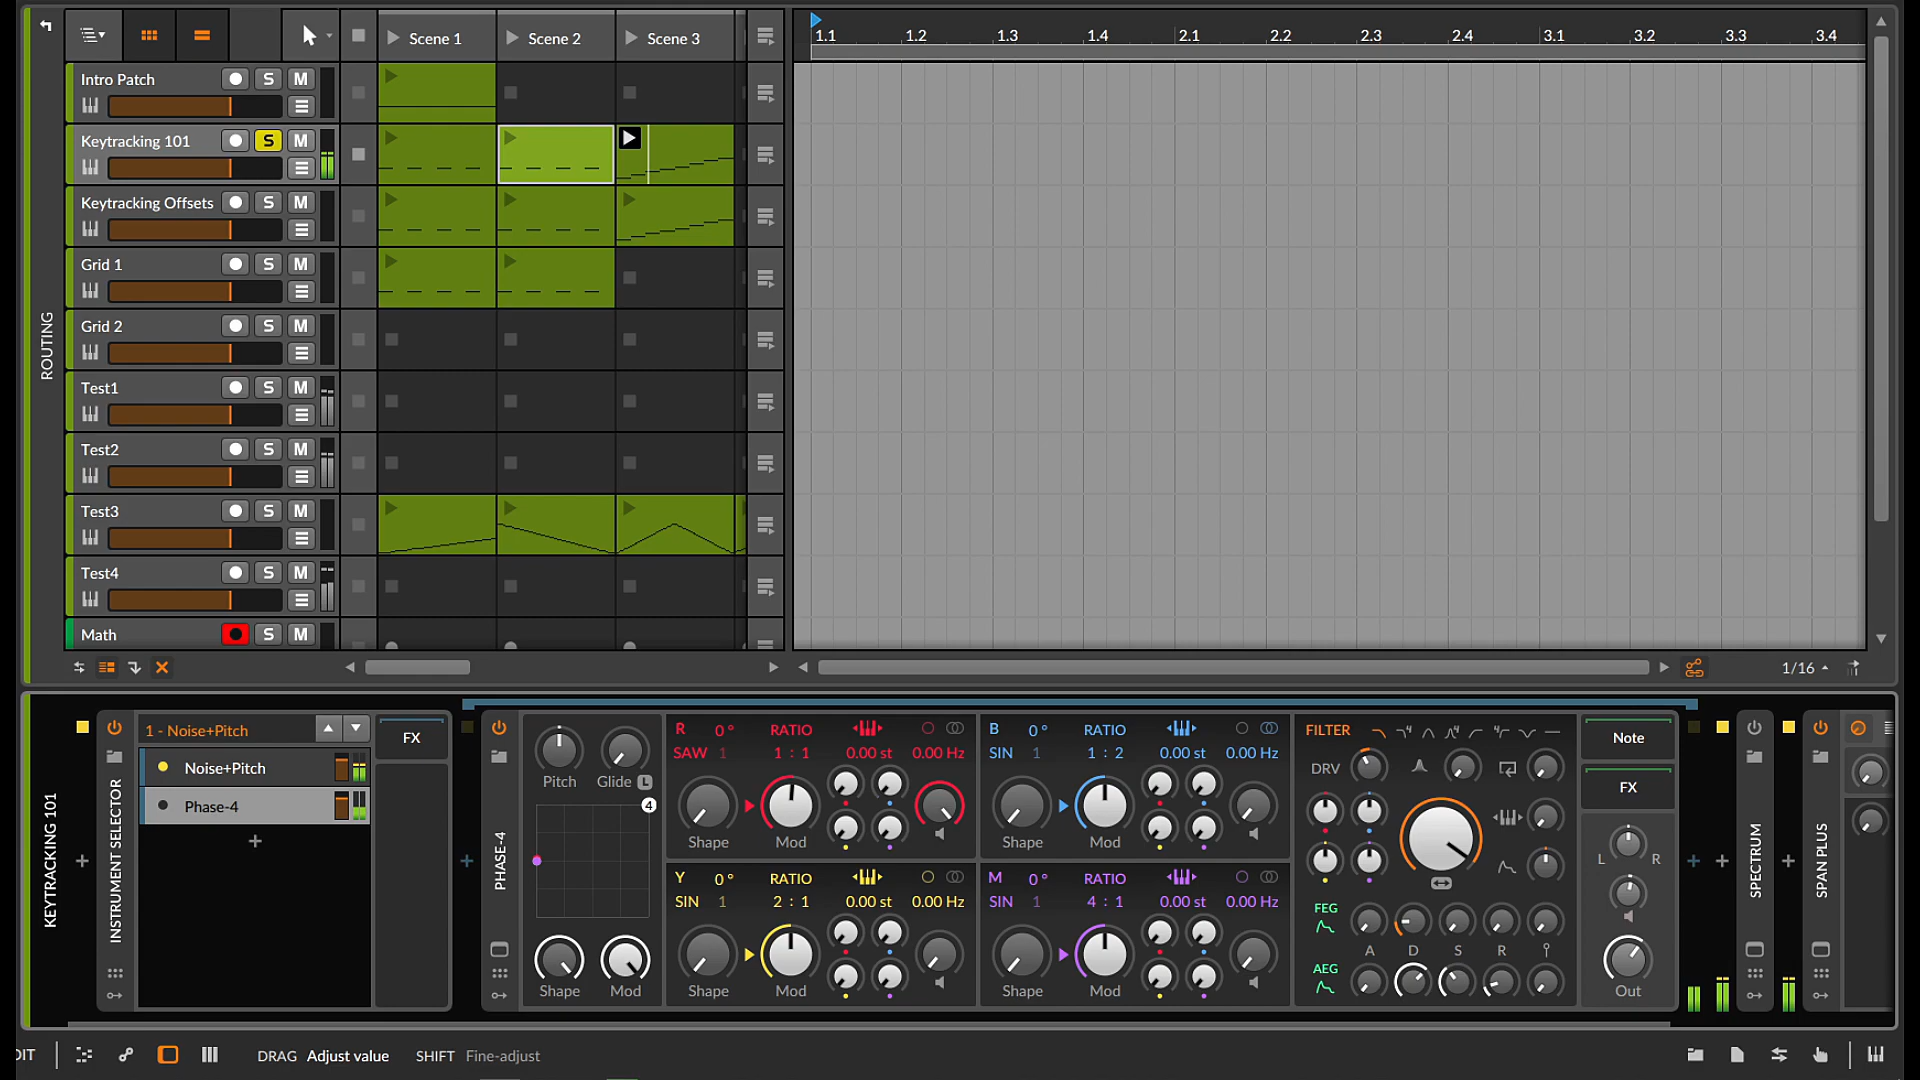 Scene 1
Scene 2
Scene 3
1.1 1.2 1.3 1.4 2.1 2.2 2.3 2.4 3.1 3.2 3.3 3.4
Intro Patch S M
Keytracking 101 S M
Keytracking Offsets S M
Grid 1 S M
Grid 2 S M
Test1 S M
Test2 S M
Test3 S M
Test4 S M
Math S M
ROUTING
1/16
KEYTRACKING 101
INSTRUMENT SELECTOR
1 - Noise+Pitch
Noise+Pitch
Phase-4
FX
PHASE-4
Pitch Glide L
4
Shape Mod
R 0° RATIO
SAW 1 1 : 1 0.00 st 0.00 Hz
Shape Mod
B 0° RATIO
SIN 1 1 : 2 0.00 st 0.00 Hz
Shape Mod
Y 0° RATIO
SIN 1 2 : 1 0.00 st 0.00 Hz
Shape Mod
M 0° RATIO
SIN 1 4 : 1 0.00 st 0.00 Hz
Shape Mod
FILTER
DRV
FEG
A D S R
AEG
Note
FX
L R
Out
SPECTRUM
SPAN PLUS
DIT DRAG Adjust value SHIFT Fine-adjust